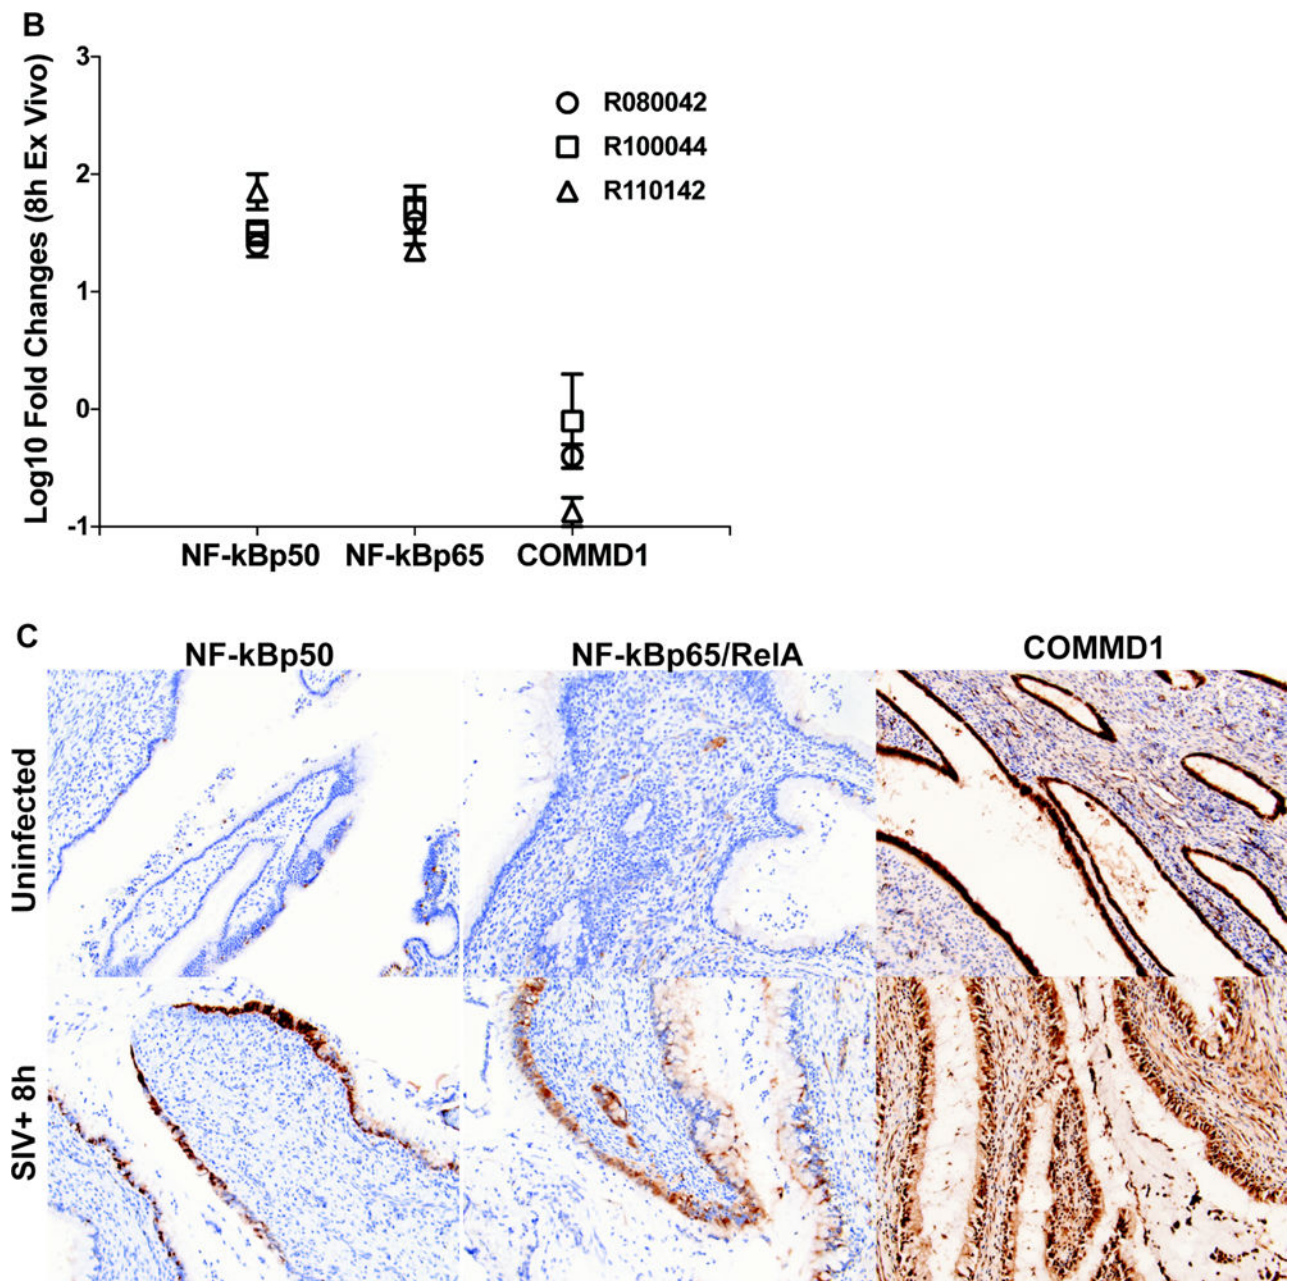 B
Log10 Fold Changes (8h Ex Vivo)
3
2
1
0
-1
R080042
R100044
R110142
NF-kBp50 NF-kBp65 COMMD1
C
NF-kBp50 NF-kBp65/RelA COMMD1
Uninfected
SIV+ 8h